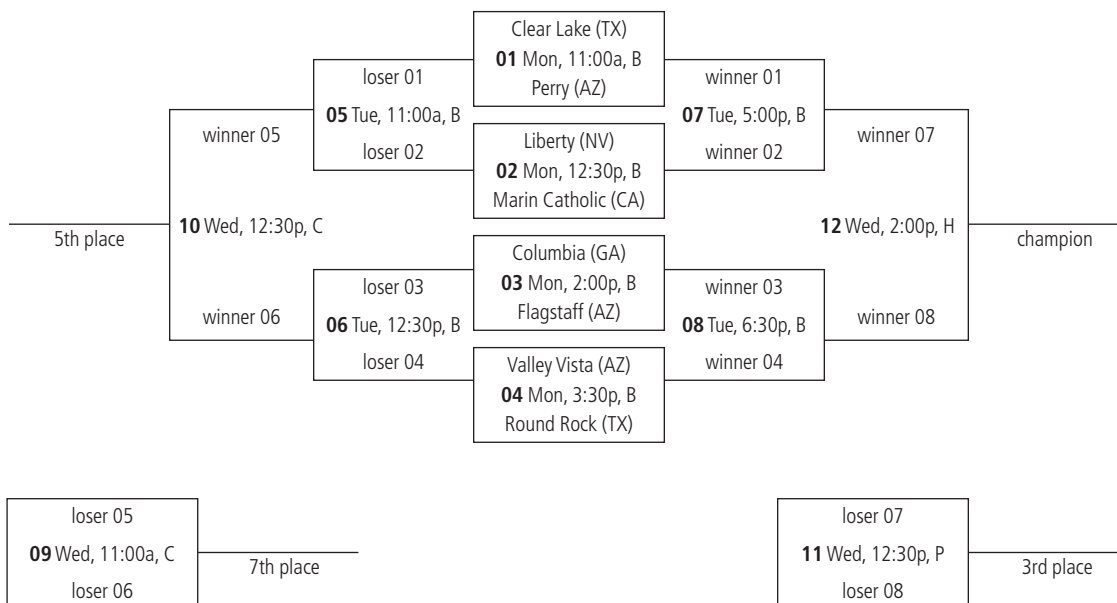 Clear Lake (TX)
01 Mon, 11:00a, B
Perry (AZ)
loser 01
05 Tue, 11:00a, B
loser 02
winner 01
07 Tue, 5:00p, B
winner 02
Liberty (NV)
02 Mon, 12:30p, B
Marin Catholic (CA)
winner 05
10 Wed, 12:30p, C
winner 06
5th place
winner 07
12 Wed, 2:00p, H
winner 08
champion
Columbia (GA)
03 Mon, 2:00p, B
Flagstaff (AZ)
loser 03
06 Tue, 12:30p, B
loser 04
winner 03
08 Tue, 6:30p, B
winner 04
Valley Vista (AZ)
04 Mon, 3:30p, B
Round Rock (TX)
loser 05
09 Wed, 11:00a, C
loser 06
7th place
loser 07
11 Wed, 12:30p, P
loser 08
3rd place